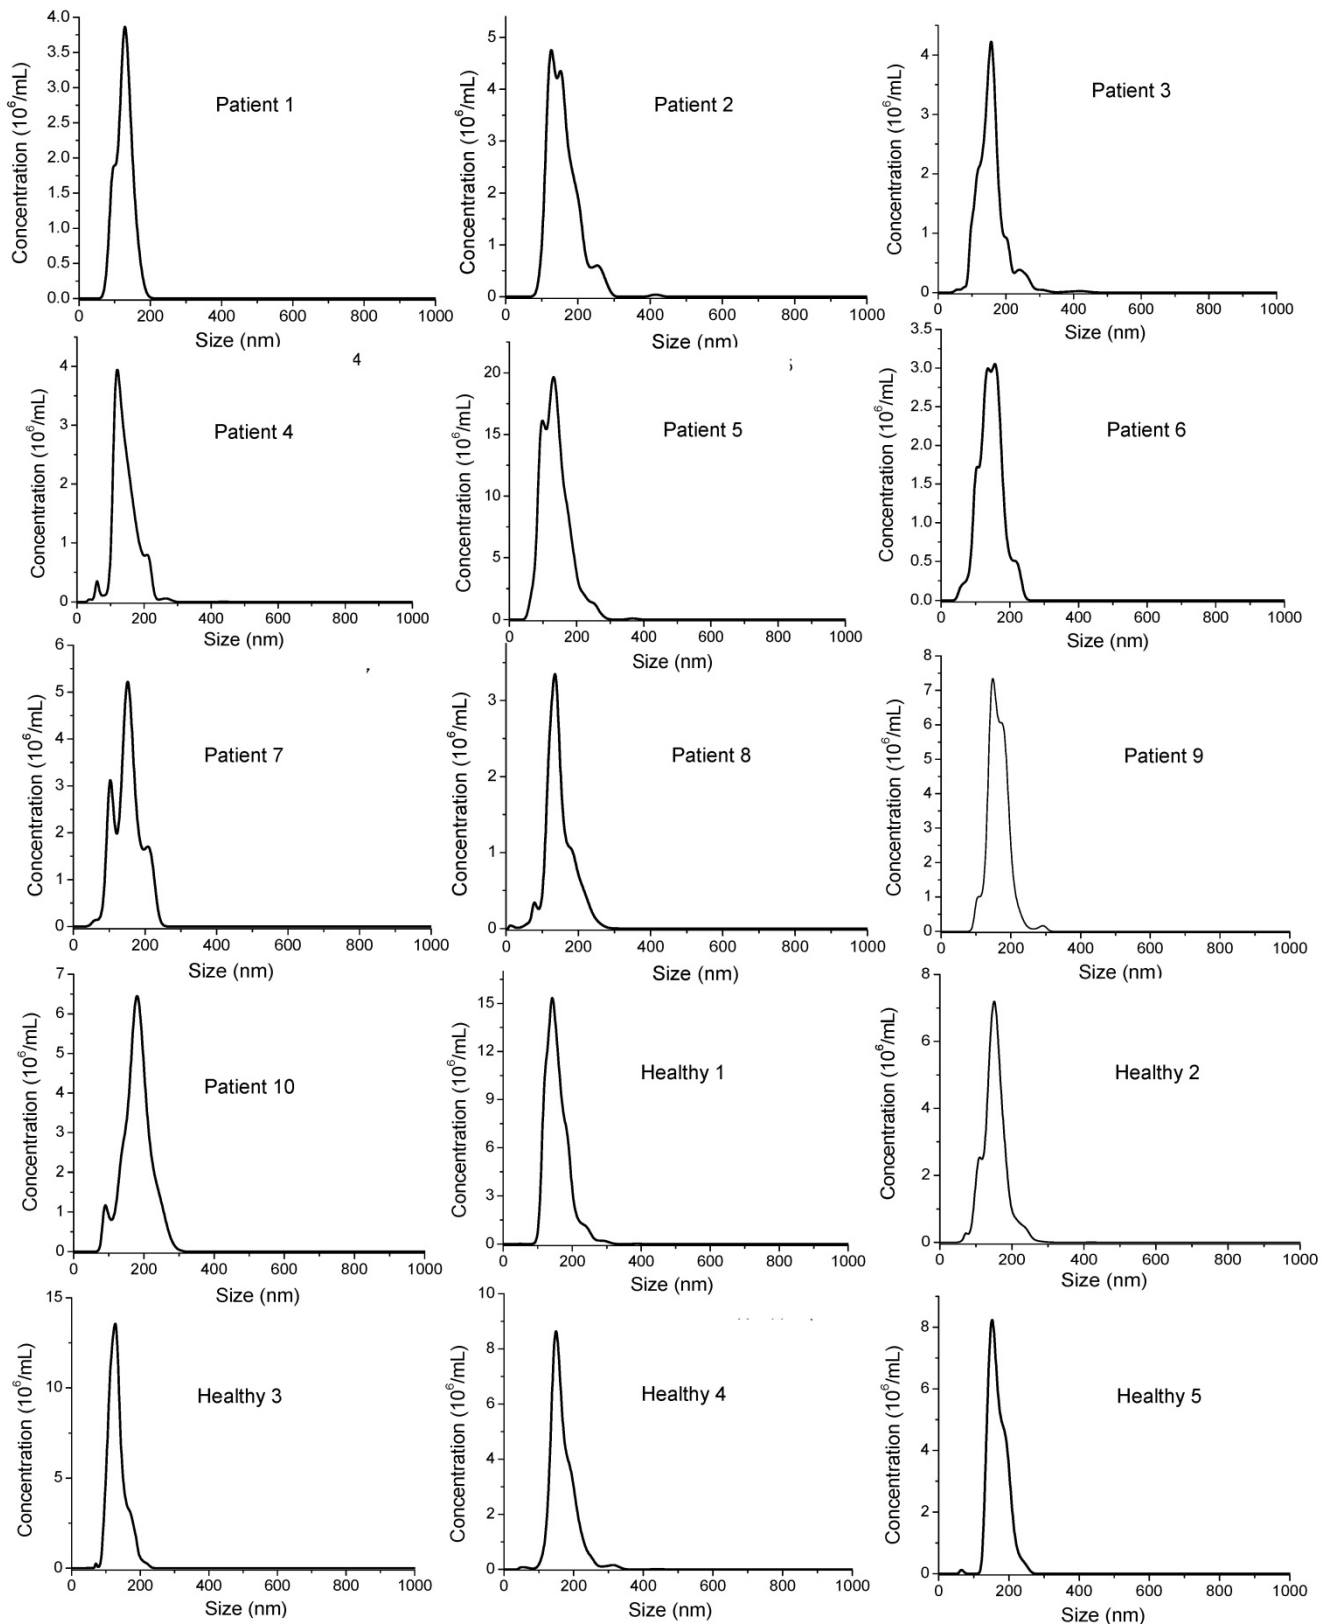 Concentration (10⁶/mL)
4.0
3.5
3.0
2.5
2.0
1.5
1.0
0.5
0.0
Patient 1
0 200 400 600 800 1000
Size (nm)
Concentration (10⁶/mL)
5
4
3
2
1
0
Patient 2
0 200 400 600 800 1000
Size (nm)
Concentration (10⁶/mL)
4
3
2
1
0
Patient 3
0 200 400 600 800 1000
Size (nm)
4
Concentration (10⁶/mL)
4
3
2
1
0
Patient 4
0 200 400 600 800 1000
Size (nm)
Concentration (10⁶/mL)
20
15
10
5
0
Patient 5
0 200 400 600 800 1000
Size (nm)
Concentration (10⁶/mL)
3.5
3.0
2.5
2.0
1.5
1.0
0.5
0.0
Patient 6
0 200 400 600 800 1000
Size (nm)
Concentration (10⁶/mL)
6
5
4
3
2
1
0
Patient 7
0 200 400 600 800 1000
Size (nm)
Concentration (10⁶/mL)
3
2
1
0
Patient 8
0 200 400 600 800 1000
Size (nm)
Concentration (10⁶/mL)
8
7
6
5
4
3
2
1
0
Patient 9
0 200 400 600 800 1000
Size (nm)
Concentration (10⁶/mL)
7
6
5
4
3
2
1
0
Patient 10
0 200 400 600 800 1000
Size (nm)
Concentration (10⁶/mL)
15
12
9
6
3
0
Healthy 1
0 200 400 600 800 1000
Size (nm)
Concentration (10⁶/mL)
8
6
4
2
0
Healthy 2
0 200 400 600 800 1000
Size (nm)
Concentration (10⁶/mL)
15
10
5
0
Healthy 3
0 200 400 600 800 1000
Size (nm)
Concentration (10⁶/mL)
10
8
6
4
2
0
Healthy 4
0 200 400 600 800 1000
Size (nm)
Concentration (10⁶/mL)
8
6
4
2
0
Healthy 5
0 200 400 600 800 1000
Size (nm)